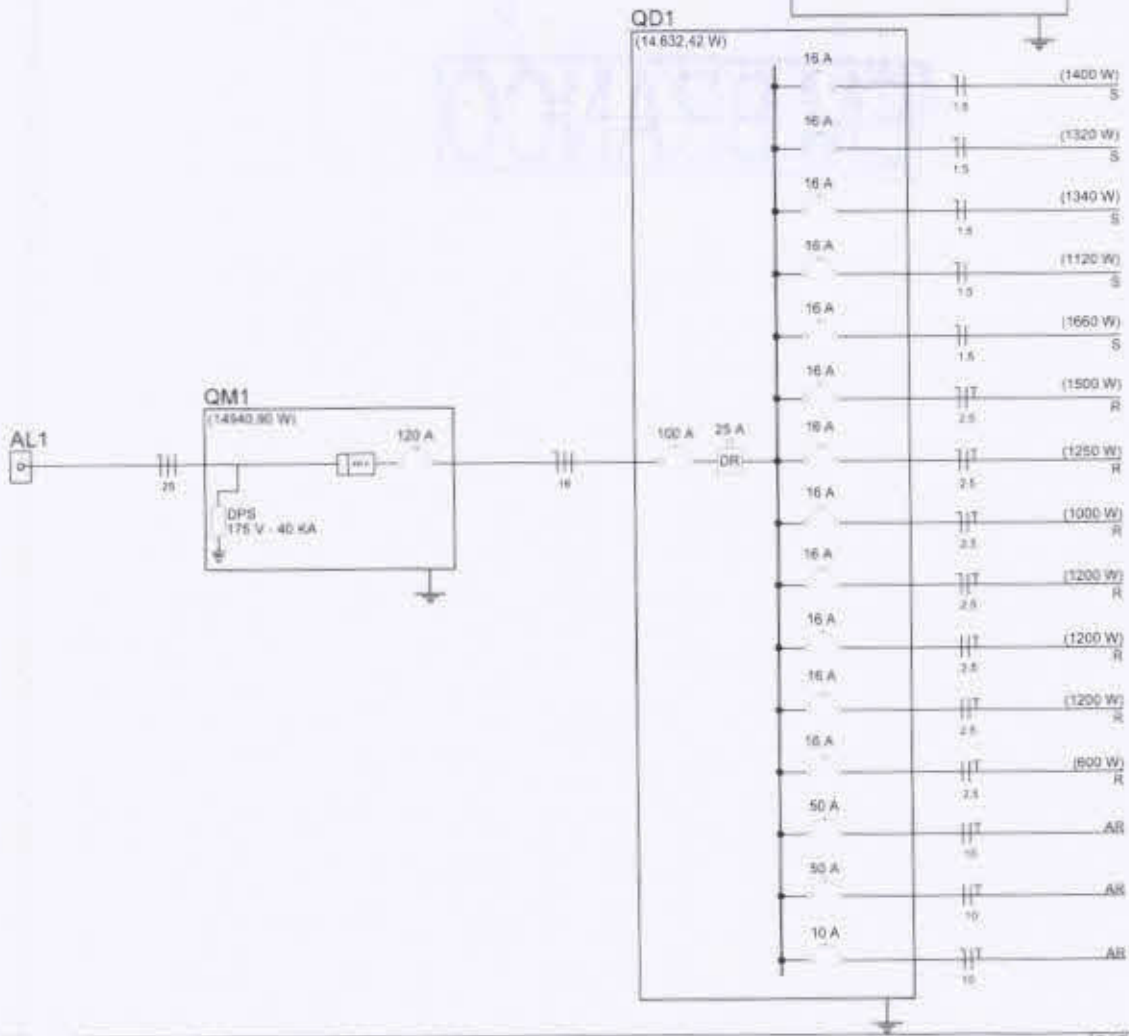 QD1
(14.632,42 W)
16 A
(1400 W)
S
1.5
16 A
(1320 W)
S
1.5
16 A
(1340 W)
S
1.5
16 A
(1120 W)
S
1.5
16 A
(1660 W)
S
1.5
16 A
(1500 W)
R
T
2.5
QM1
(14940,80 W)
120 A
AL1
25
DPS
175 V - 40 KA
16
100 A
25 A
DR
16 A
(1250 W)
R
T
2.5
16 A
(1000 W)
R
T
2.5
16 A
(1200 W)
R
T
2.5
16 A
(1200 W)
R
T
2.5
16 A
(1200 W)
R
T
2.5
16 A
(600 W)
R
T
2.5
50 A
AR
T
10
50 A
AR
T
10
10 A
AR
T
10